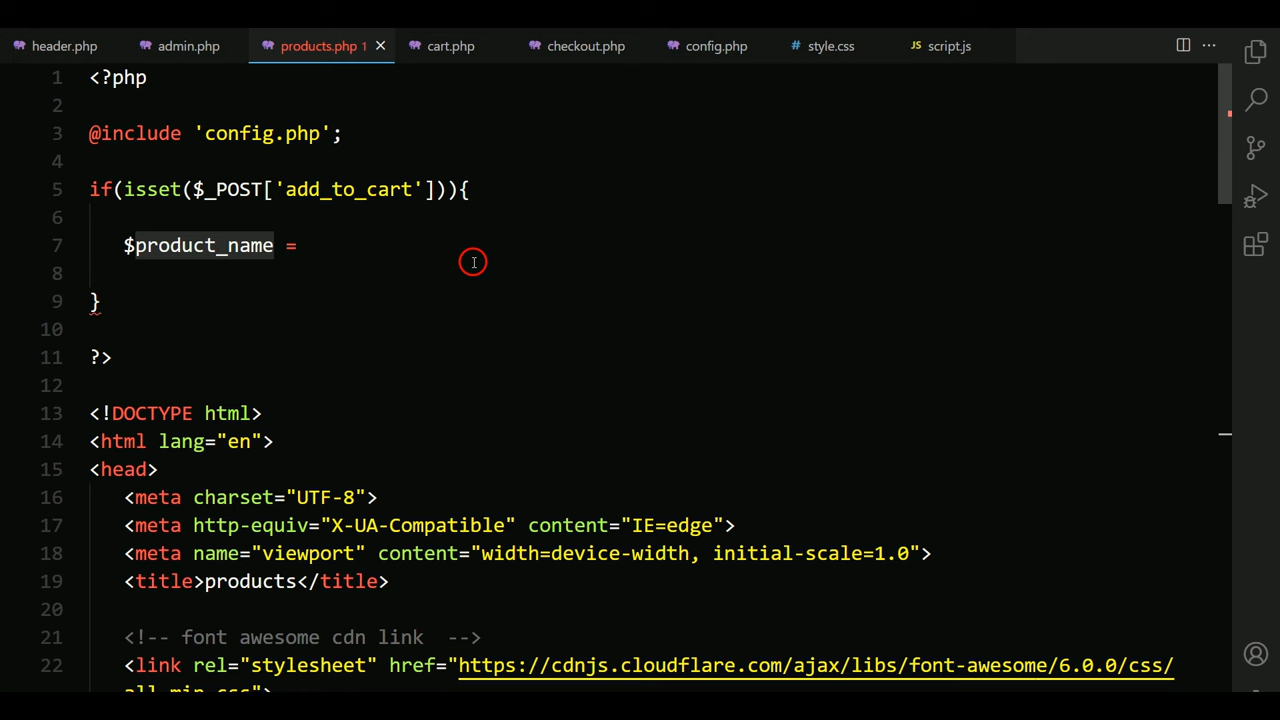 header.php admin.php products.php 1 cart.php checkout.php config.php # style.css JS script.js
1 <?php
2
3 @include 'config.php';
4
5 if(isset($_POST['add_to_cart'])){
6
7 $product_name =
8
9 }
10
11 ?>
12
13 <!DOCTYPE html>
14 <html lang="en">
15 <head>
16 <meta charset="UTF-8">
17 <meta http-equiv="X-UA-Compatible" content="IE=edge">
18 <meta name="viewport" content="width=device-width, initial-scale=1.0">
19 <title>products</title>
20
21 <!-- font awesome cdn link -->
22 <link rel="stylesheet" href="https://cdnjs.cloudflare.com/ajax/libs/font-awesome/6.0.0/css/
all.min.css">